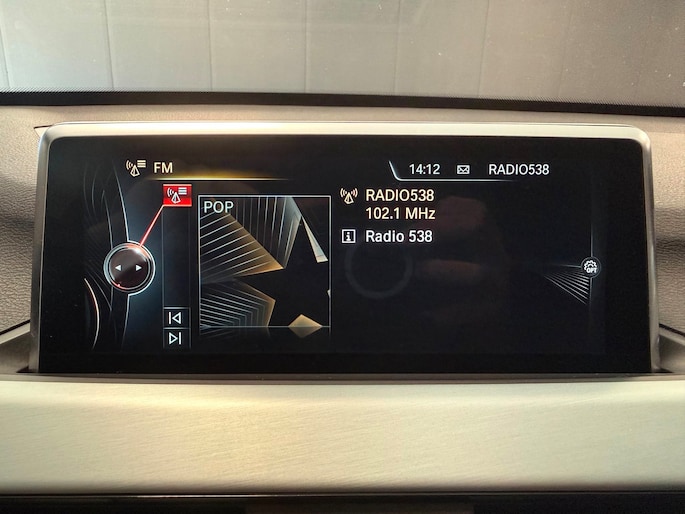 FM
14:12
RADIO538
POP
RADIO538
102.1 MHz
Radio 538
OPT